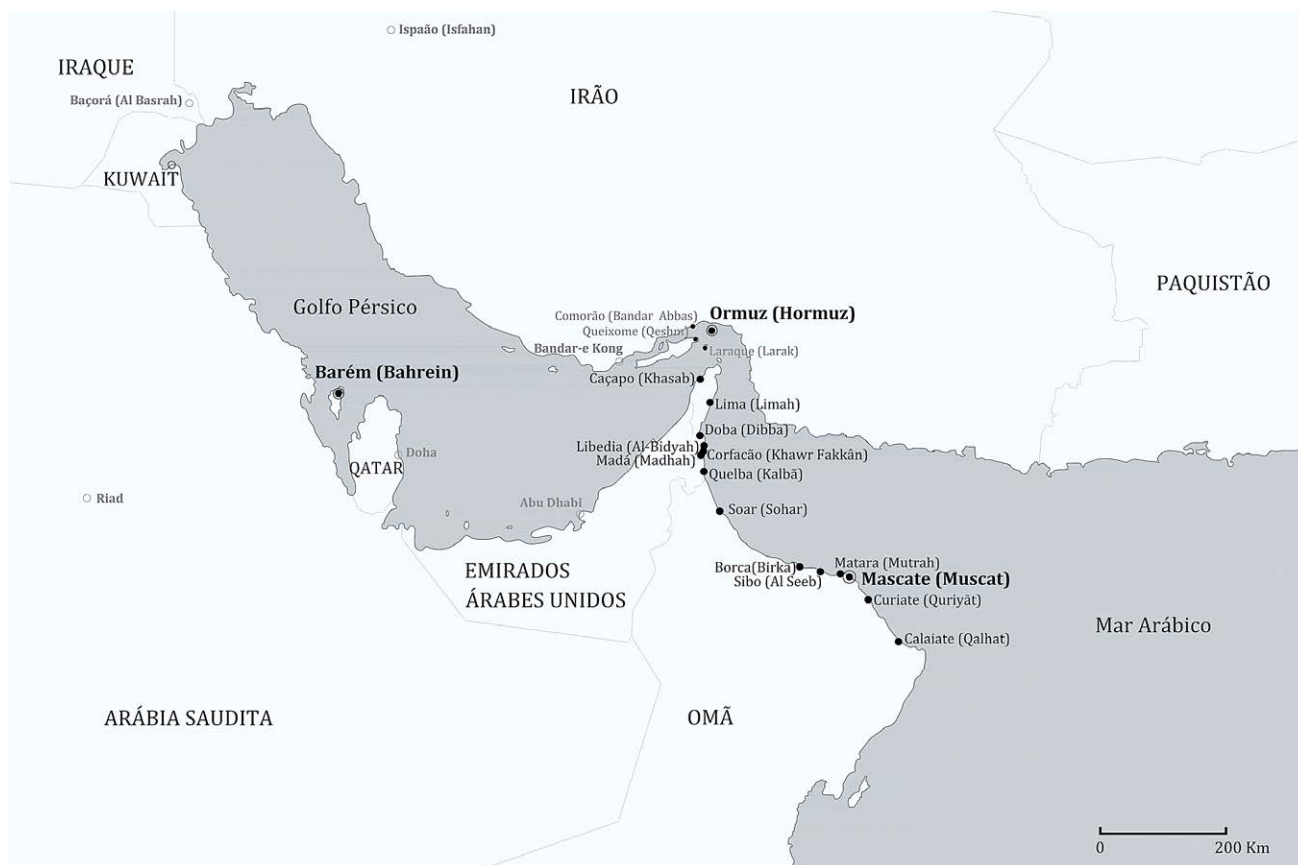 Ispaão (Isfahan)
IRAQUE
Baçorá (Al Basrah)
IRÃO
KUWAIT
PAQUISTÃO
Golfo Pérsico
Ormuz (Hormuz)
Comorão (Bandar Abbas)
Queixome (Qeshm)
Bandar-e Kong
Laraque (Larak)
Barém (Bahrein)
Caçapo (Khasab)
Lima (Limah)
Doba (Dibba)
Libedia (Al-Bidyah)
Corfacão (Khawr Fakkân)
Madá (Madhah)
Quelba (Kalbā)
QATAR
Doha
Riad
Abu Dhabi
Soar (Sohar)
EMIRADOS
ÁRABES UNIDOS
Borca(Birka)
Matara (Mutrah)
Sibo (Al Seeb)
Mascate (Muscat)
Curiate (Quriyāt)
Mar Arábico
Calaiate (Qalhat)
ARÁBIA SAUDITA
OMÃ
0 200 Km